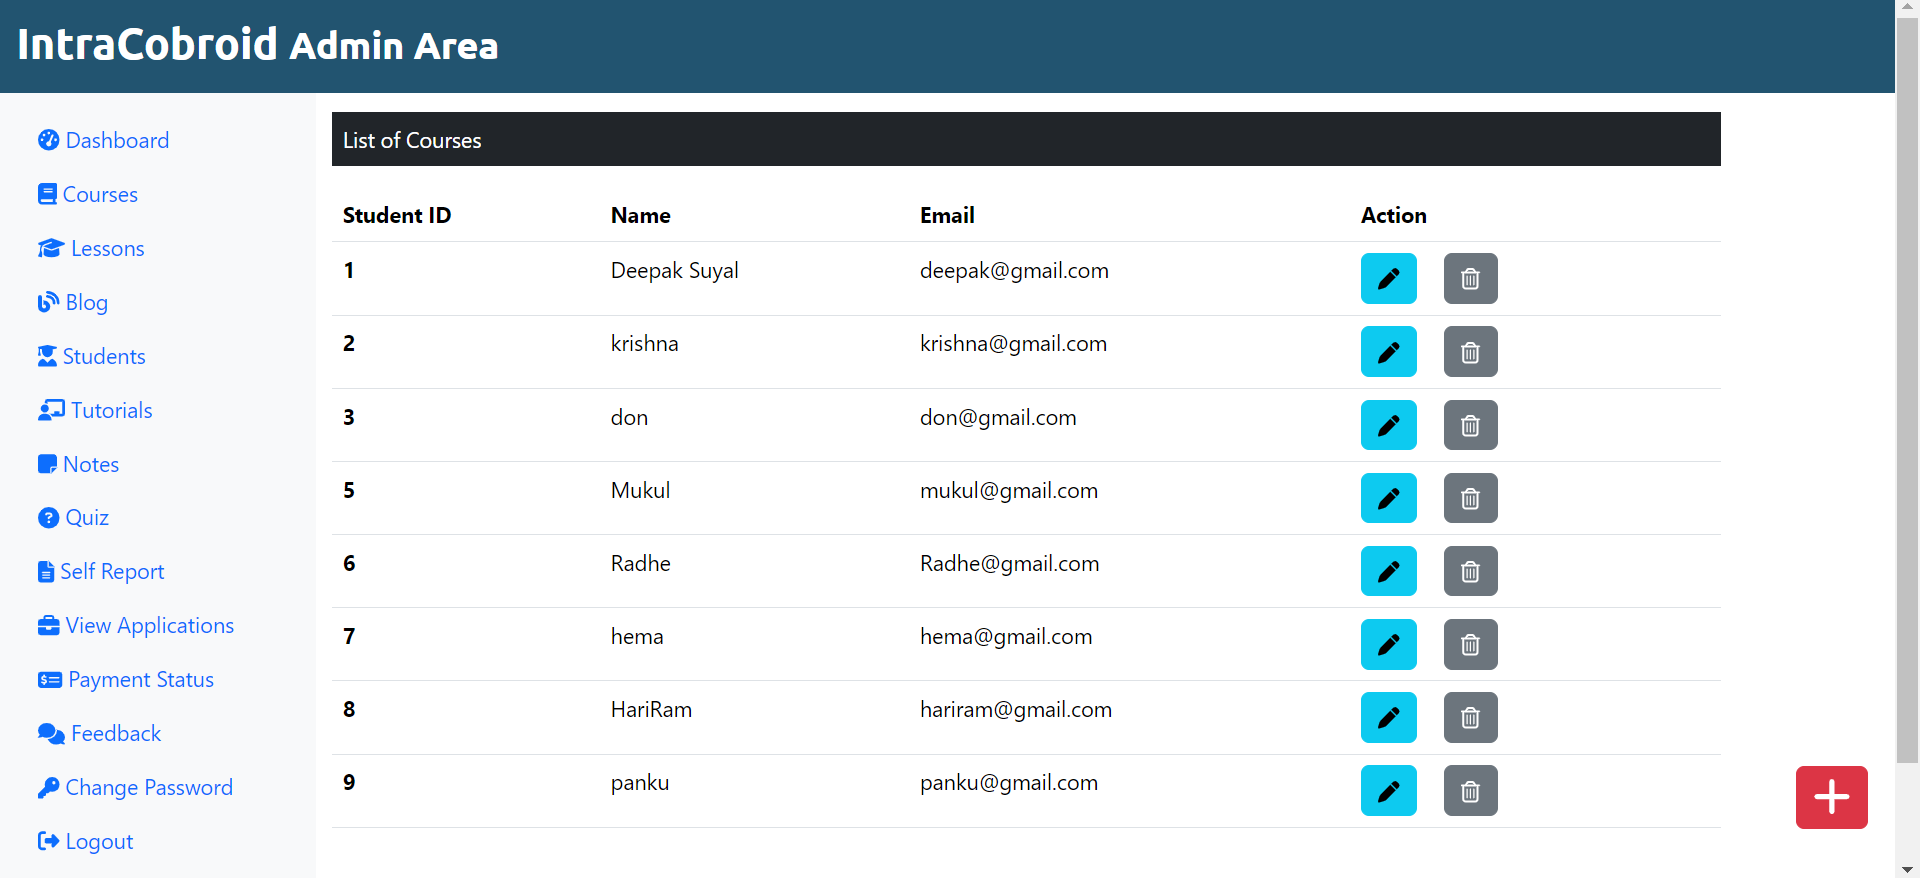 IntraCobroid Admin Area
Dashboard
Courses
Lessons
Blog
Students
Tutorials
Notes
Quiz
Self Report
View Applications
Payment Status
Feedback
Change Password
Logout
List of Courses
Student ID Name Email Action
1 Deepak Suyal deepak@gmail.com
2 krishna krishna@gmail.com
3 don don@gmail.com
5 Mukul mukul@gmail.com
6 Radhe Radhe@gmail.com
7 hema hema@gmail.com
8 HariRam hariram@gmail.com
9 panku panku@gmail.com